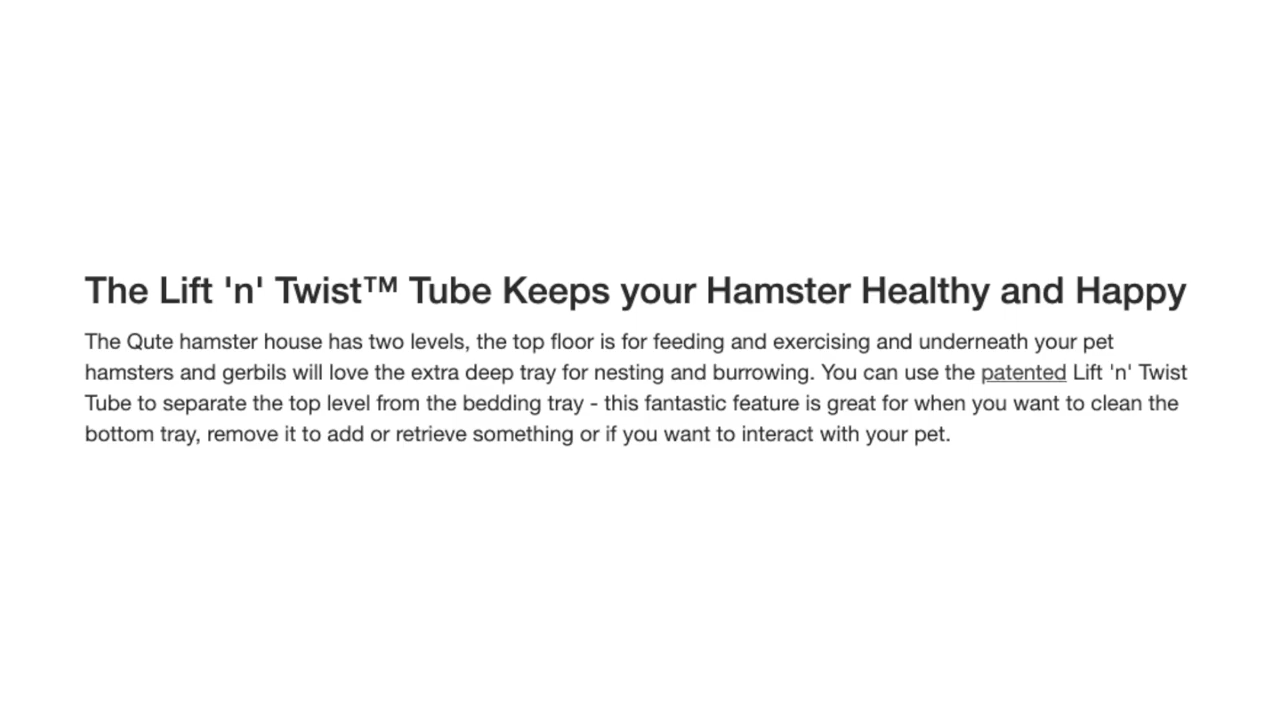 The Lift 'n' Twist™ Tube Keeps your Hamster Healthy and Happy
The Qute hamster house has two levels, the top floor is for feeding and exercising and underneath your pet
hamsters and gerbils will love the extra deep tray for nesting and burrowing. You can use the patented Lift 'n' Twist
Tube to separate the top level from the bedding tray - this fantastic feature is great for when you want to clean the
bottom tray, remove it to add or retrieve something or if you want to interact with your pet.